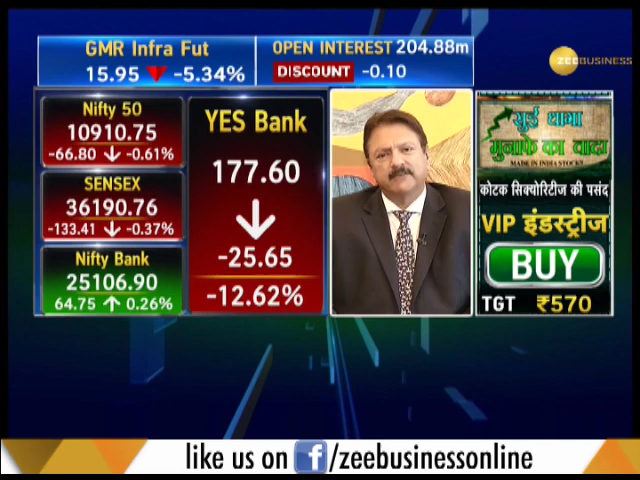 GMR Infra Fut
15.95 -5.34%
OPEN INTEREST 204.88m
DISCOUNT -0.10
ZEEBUSINESS
Nifty 50
10910.75
-66.80 -0.61%
SENSEX
36190.76
-133.41 -0.37%
Nifty Bank
25106.90
64.75 0.26%
YES Bank
177.60
-25.65
-12.62%
सुई धागा
मुनाफे का वादा
MADE IN INDIA STOCKS
कोटक सिक्योरिटीज की पसंद
VIP इंडस्ट्रीज
BUY
TGT ₹570
like us on f/zeebusinessonline